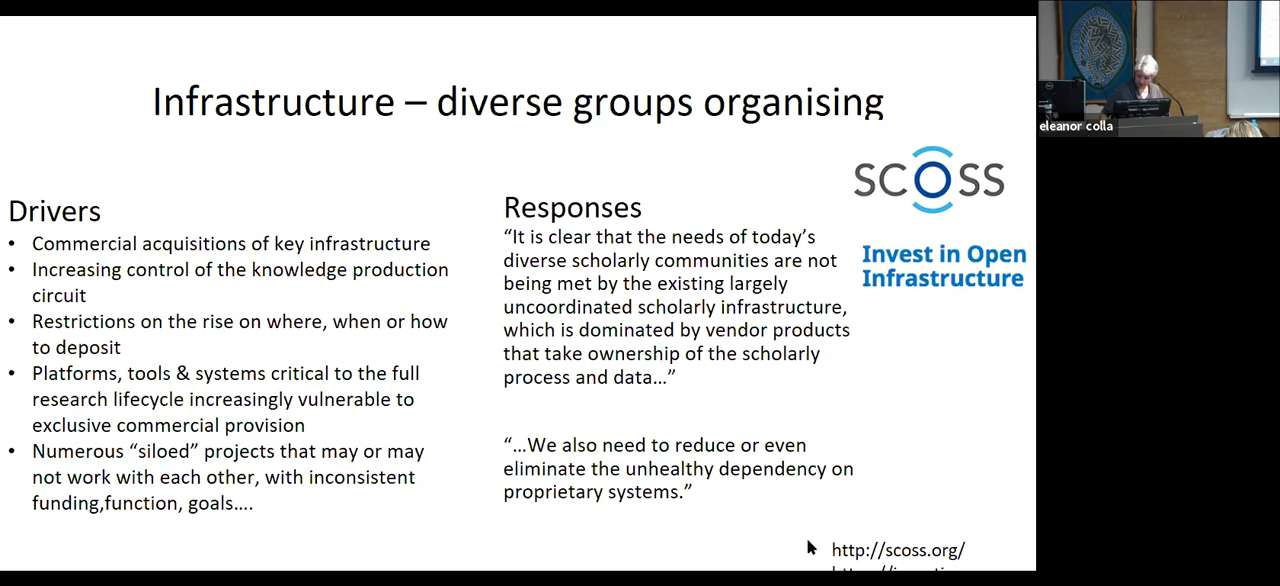 Infrastructure – diverse groups organising
Drivers
• Commercial acquisitions of key infrastructure
• Increasing control of the knowledge production
circuit
• Restrictions on the rise on where, when or how
to deposit
• Platforms, tools & systems critical to the full
research lifecycle increasingly vulnerable to
exclusive commercial provision
• Numerous “siloed” projects that may or may
not work with each other, with inconsistent
funding,function, goals….
Responses
“It is clear that the needs of today’s
diverse scholarly communities are not
being met by the existing largely
uncoordinated scholarly infrastructure,
which is dominated by vendor products
that take ownership of the scholarly
process and data…”
“…We also need to reduce or even
eliminate the unhealthy dependency on
proprietary systems.”
SCOSS
Invest in Open
Infrastructure
http://scoss.org/
eleanor colla